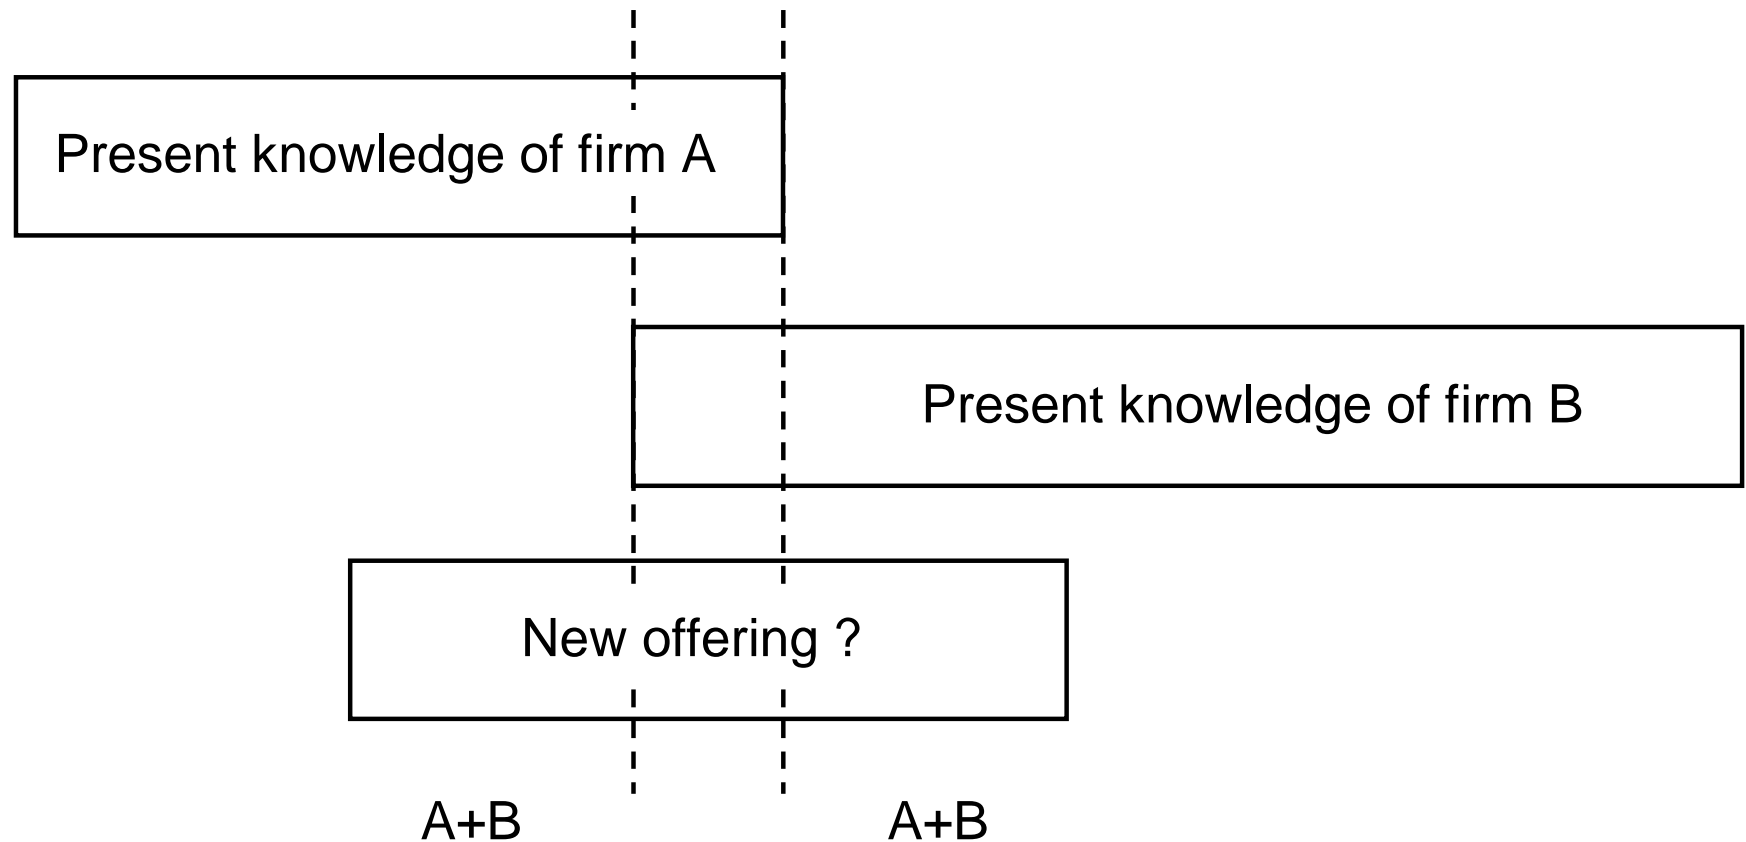 Present knowledge of firm A
Present knowledge of firm B
New offering ?
A+B
A+B